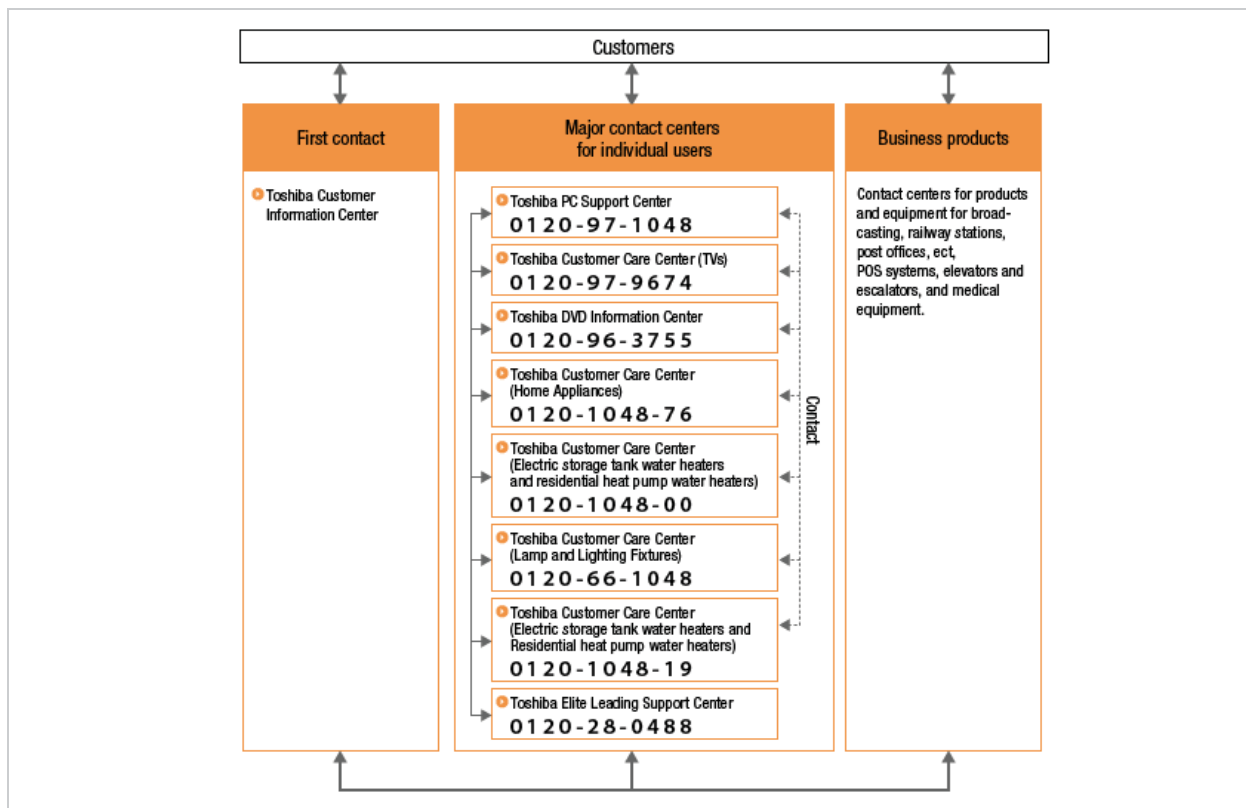 Customers
First contact
Toshiba Customer
Information Center
Major contact centers
for individual users
Toshiba PC Support Center
0120-97-1048
Toshiba Customer Care Center (TVs)
0120-97-9674
Toshiba DVD Information Center
0120-96-3755
Toshiba Customer Care Center
(Home Appliances)
0120-1048-76
Toshiba Customer Care Center
(Electric storage tank water heaters
and residential heat pump water heaters)
0120-1048-00
Toshiba Customer Care Center
(Lamp and Lighting Fixtures)
0120-66-1048
Toshiba Customer Care Center
(Electric storage tank water heaters and
Residential heat pump water heaters)
0120-1048-19
Toshiba Elite Leading Support Center
0120-28-0488
Contact
Business products
Contact centers for products
and equipment for broad-
casting, railway stations,
post offices, ect,
POS systems, elevators and
escalators, and medical
equipment.